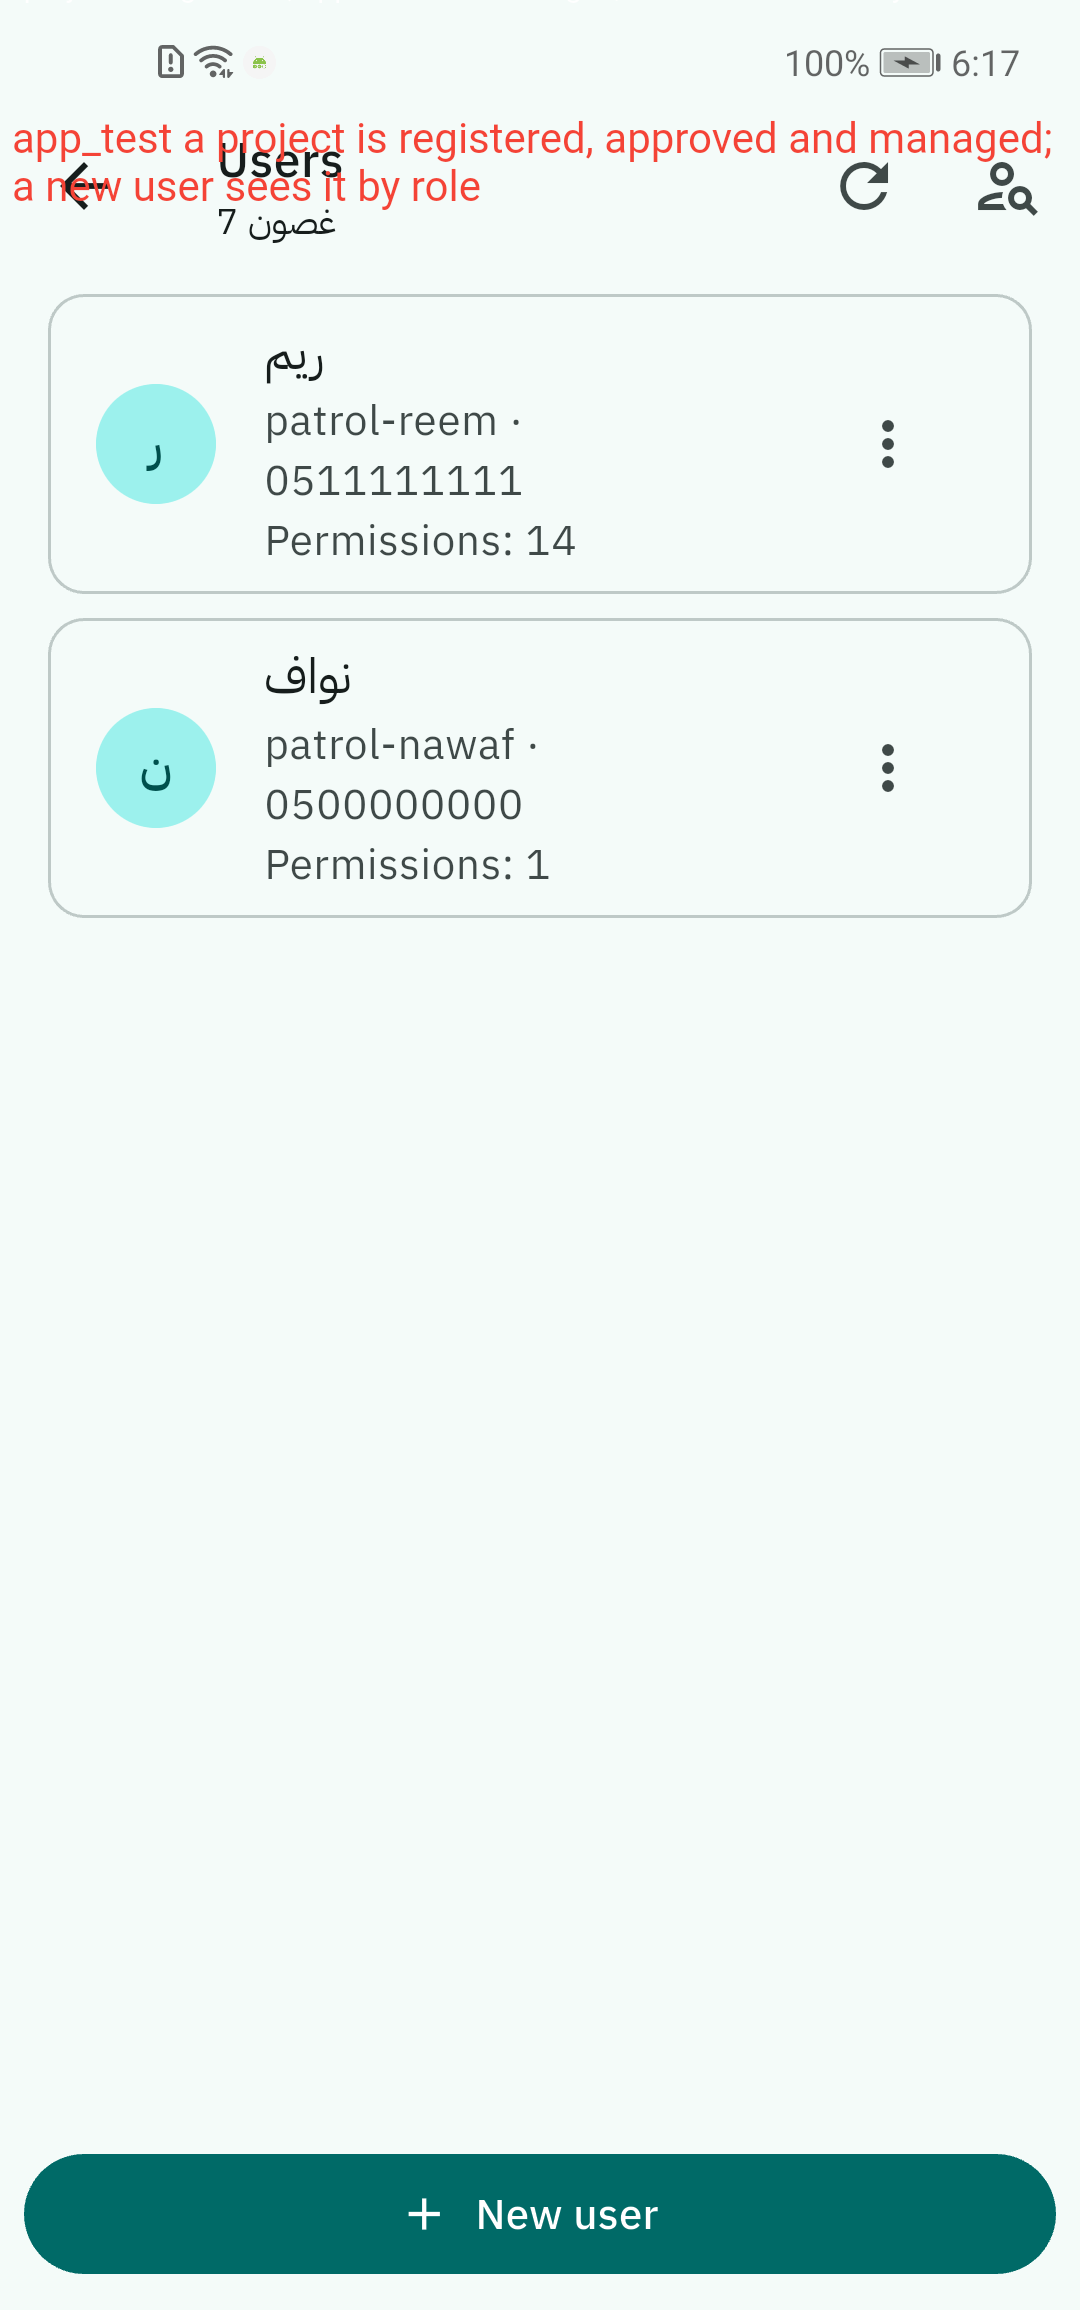 100% 6:17
app_test a project is registered, approved and managed;
a new user sees it by role
Users
غصون 7
ر
ريم
patrol-reem ·
0511111111
Permissions: 14
ن
نواف
patrol-nawaf ·
0500000000
Permissions: 1
+ New user